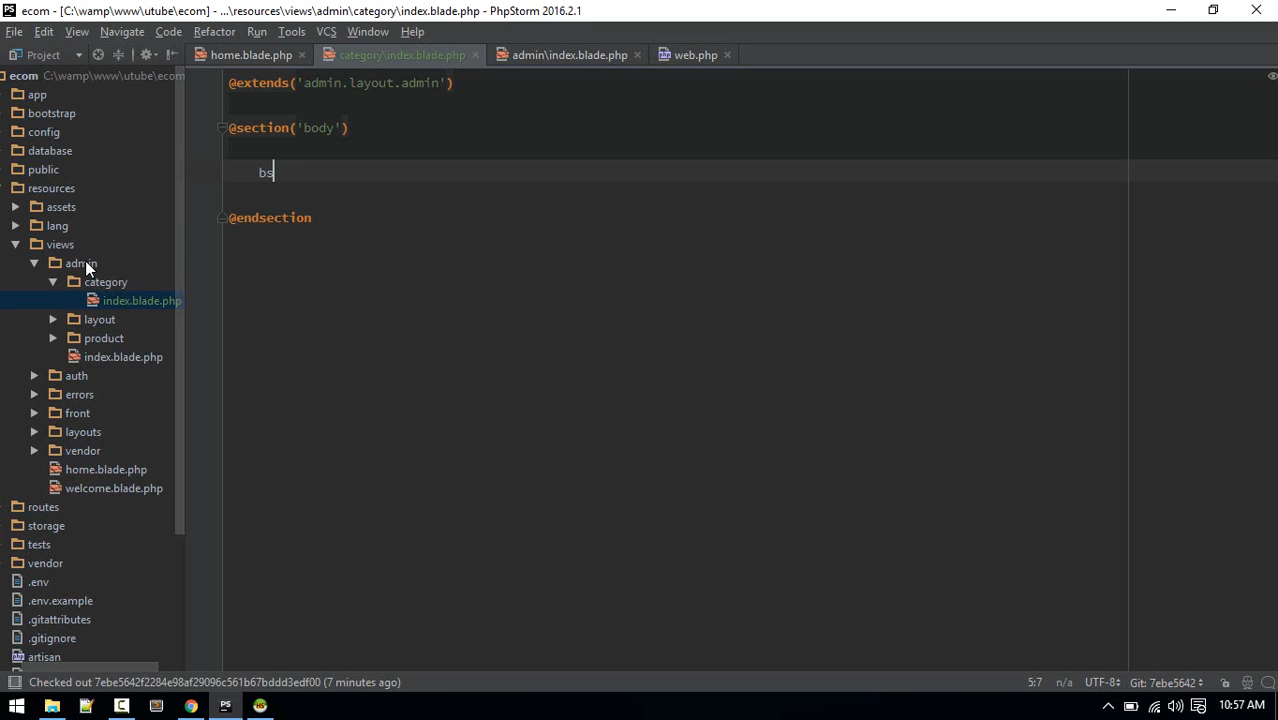 ecom - [C:\wamp\www\utube\ecom] - ...\resources\views\admin\category\index.blade.php - PhpStorm 2016.2.1
File Edit View Navigate Code Refactor Run Tools VCS Window Help
Project home.blade.php category\index.blade.php admin\index.blade.php web.php
ecom C:\wamp\www\utube\ecom
app
bootstrap
config
database
public
resources
assets
lang
views
admin
category
index.blade.php
layout
product
index.blade.php
auth
errors
front
layouts
vendor
home.blade.php
welcome.blade.php
routes
storage
tests
vendor
.env
.env.example
.gitattributes
.gitignore
artisan
@extends('admin.layout.admin')
@section('body')
bs
@endsection
Checked out 7ebe5642f2284e98af29096c561b67bddd3edf00 (7 minutes ago) 5:7 n/a UTF-8 Git: 7ebe5642
10:57 AM